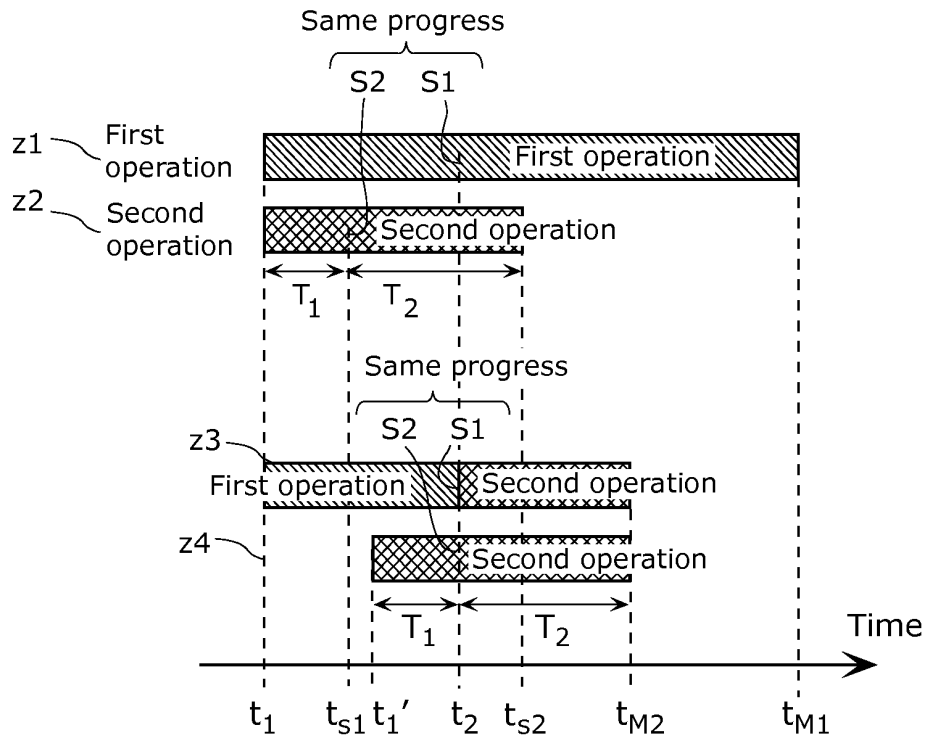 Same progress
S2 S1
z1 First operation
First operation
z2 Second operation
Second operation
T1 T2
Same progress
S2 S1
z3
First operation Second operation
z4
Second operation
T1 T2
Time
t1 ts1 t1′ t2 ts2 tM2 tM1